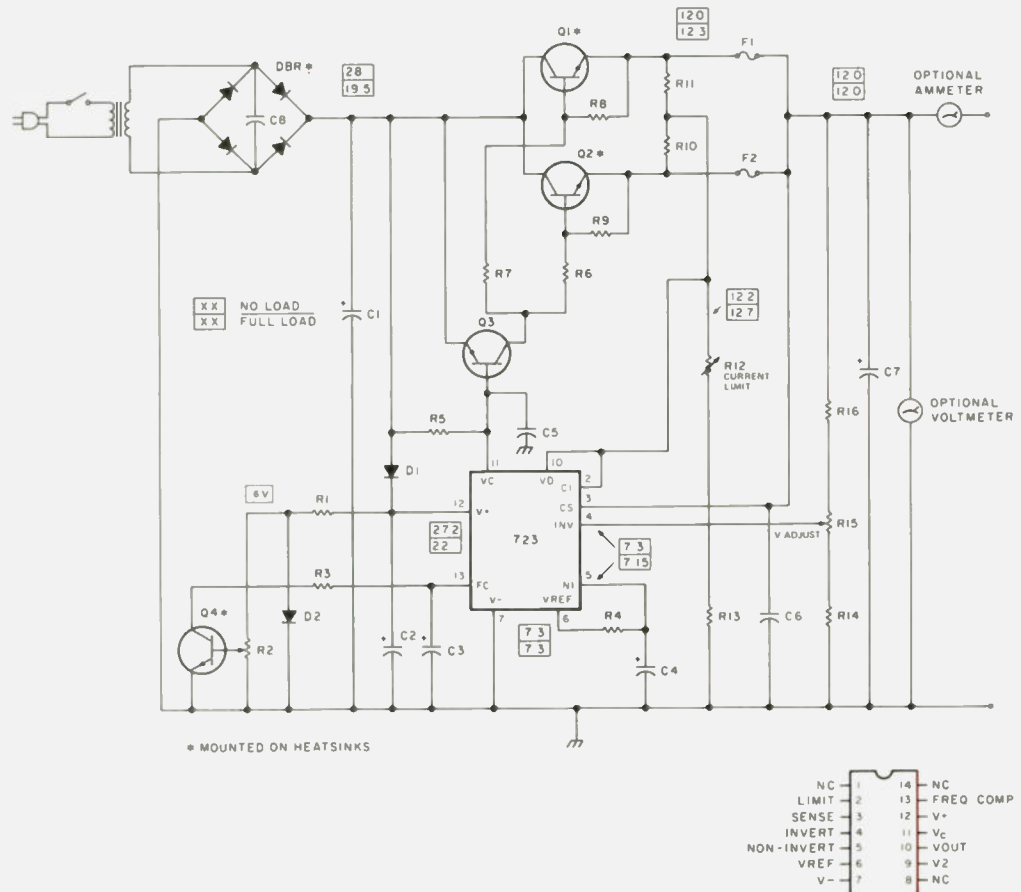 120
123
Q1*
F1
DBR*
28
19.5
120
120
OPTIONAL
AMMETER
R11
C8
R8
R10
Q2*
F2
R9
R7
R6
XX NO LOAD
XX FULL LOAD
C1
Q3
122
127
R12
CURRENT
LIMIT
C7
R16
OPTIONAL
VOLTMETER
R5
C5
D1
11
VC
10
VD
2
CL
3
CS
4
INV
6V
R1
12
V+
272
22
723
V ADJUST
R15
73
715
R3
13
FC
5
NI
V-
VREF
7
6
Q4*
D2
R2
C2
C3
73
73
R4
R13
C6
R14
C4
* MOUNTED ON HEATSINKS
NC 1 14 NC
LIMIT 2 13 FREQ COMP
SENSE 3 12 V+
INVERT 4 11 Vc
NON-INVERT 5 10 VOUT
VREF 6 9 VZ
V- 7 8 NC